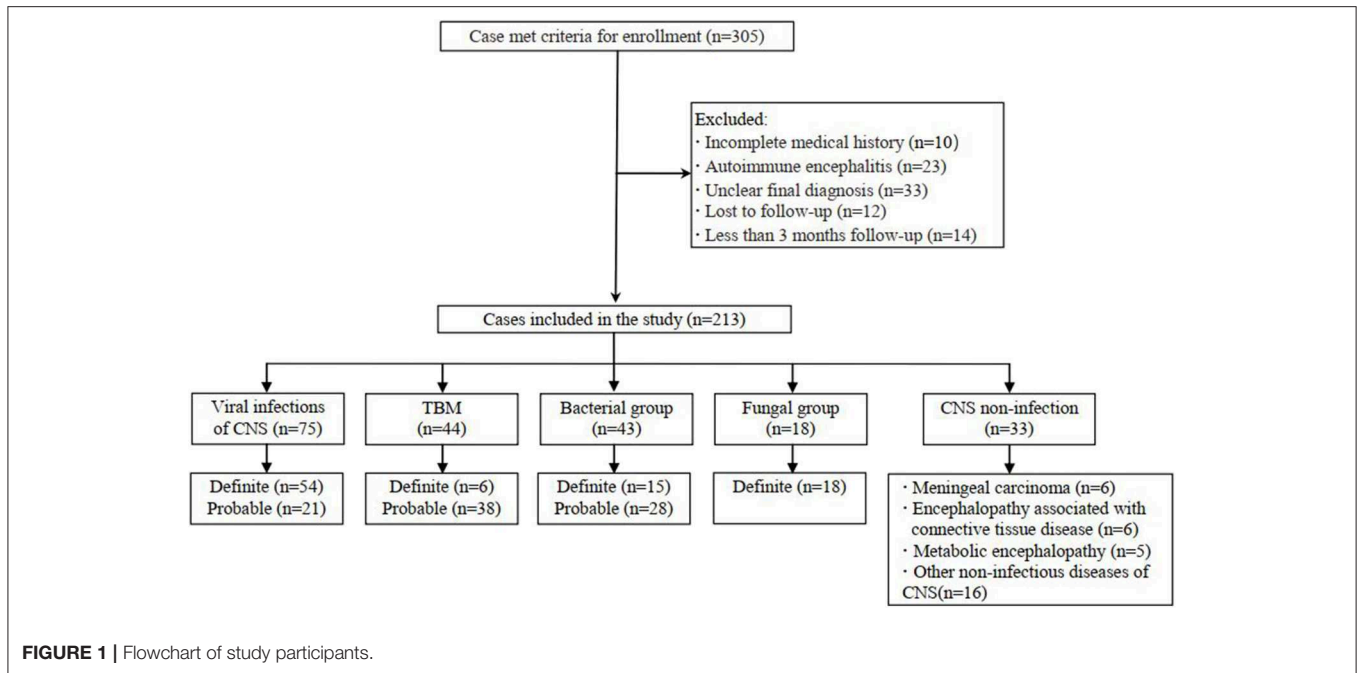 Case met criteria for enrollment (n=305)
Excluded:
· Incomplete medical history (n=10)
· Autoimmune encephalitis (n=23)
· Unclear final diagnosis (n=33)
· Lost to follow-up (n=12)
· Less than 3 months follow-up (n=14)
Cases included in the study (n=213)
Viral infections
of CNS (n=75)
TBM
(n=44)
Bacterial group
(n=43)
Fungal group
(n=18)
CNS non-infection
(n=33)
Definite (n=54)
Probable (n=21)
Definite (n=6)
Probable (n=38)
Definite (n=15)
Probable (n=28)
Definite (n=18)
· Meningeal carcinoma (n=6)
· Encephalopathy associated with
connective tissue disease (n=6)
· Metabolic encephalopathy (n=5)
· Other non-infectious diseases of
CNS(n=16)
FIGURE 1 | Flowchart of study participants.